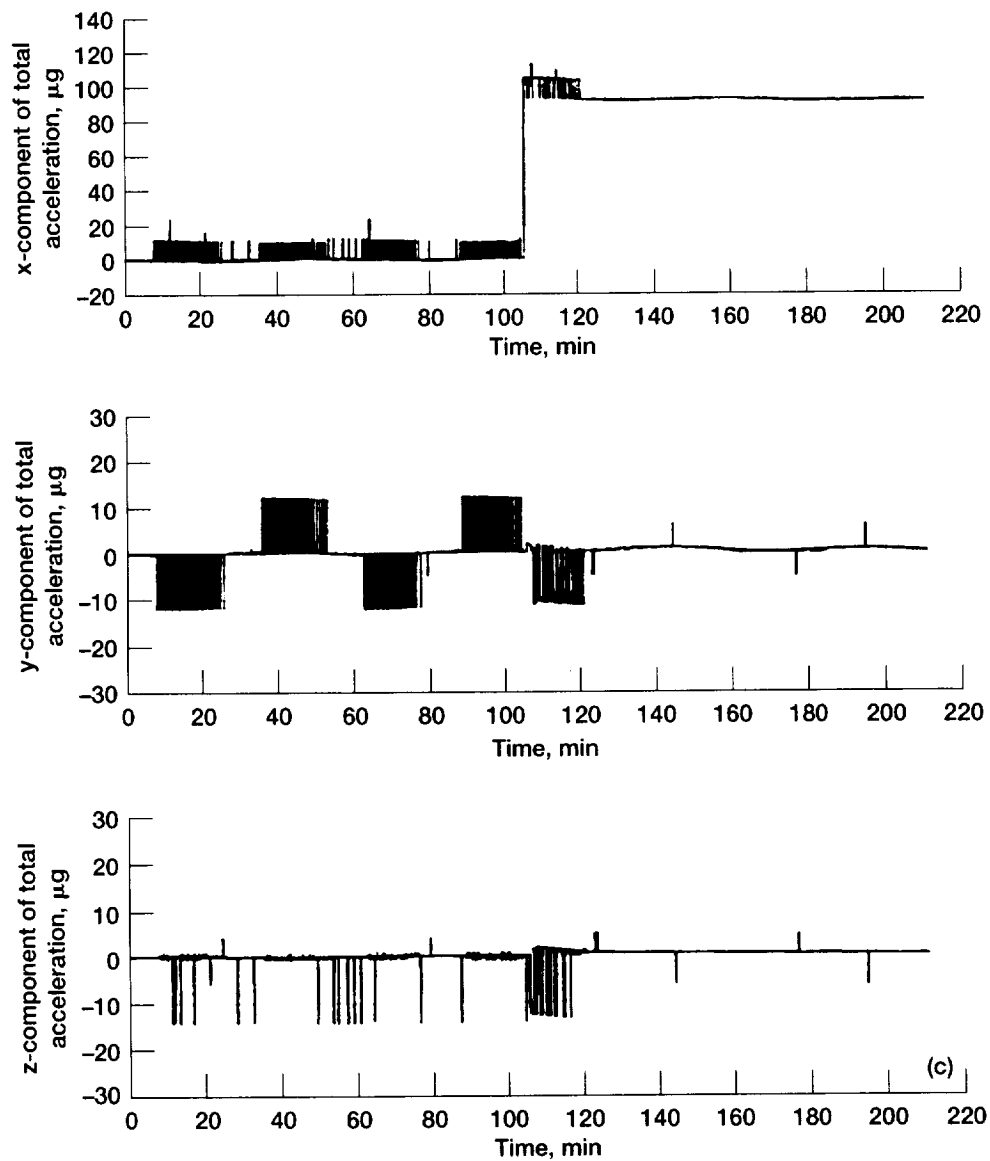 x-component of total
acceleration, µg
140
120
100
80
60
40
20
0
−20
0 20 40 60 80 100 120 140 160 180 200 220
Time, min
y-component of total
acceleration, µg
30
20
10
0
−10
−20
−30
0 20 40 60 80 100 120 140 160 180 200 220
Time, min
z-component of total
acceleration, µg
30
20
10
0
−10
−20
−30
(c)
0 20 40 60 80 100 120 140 160 180 200 220
Time, min